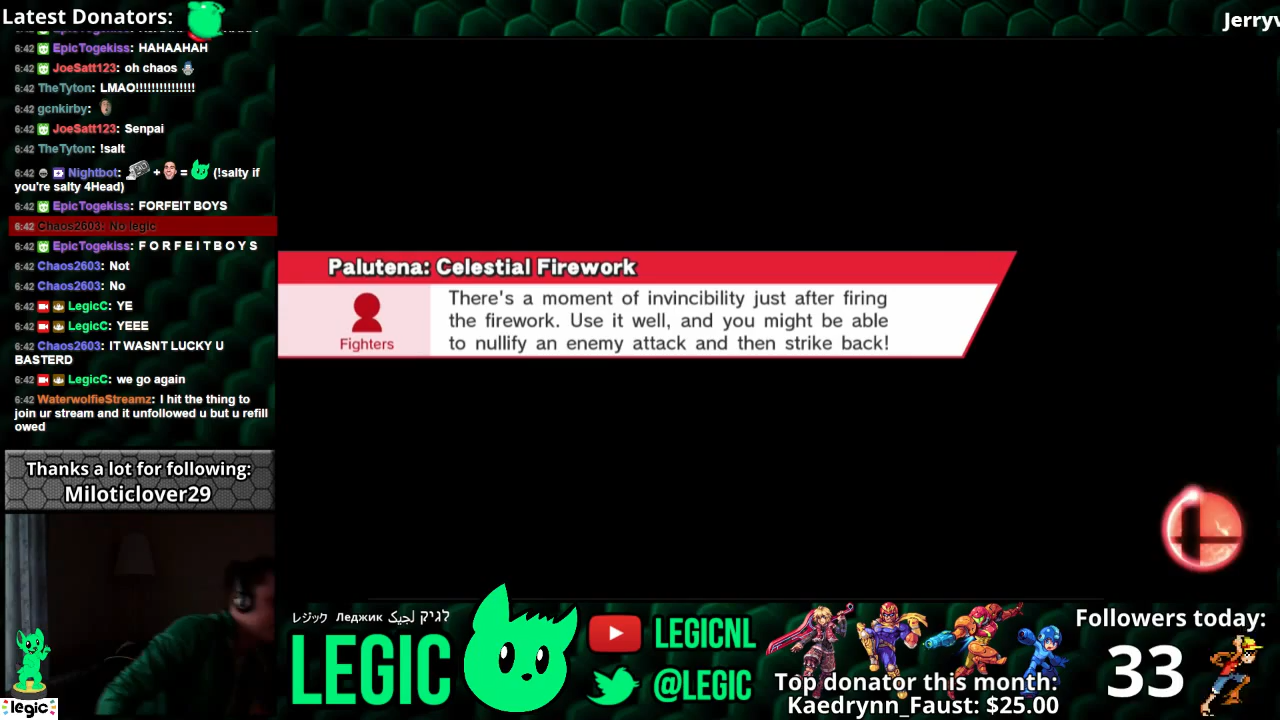 Latest Donators:
Jerryv
6:42 EpicTogekiss: HAHAAHAH
6:42 JoeSatt123: oh chaos
6:42 TheTyton: LMAO!!!!!!!!!!!!!!!
6:42 gcnkirby:
6:42 JoeSatt123: Senpai
6:42 TheTyton: !salt
6:42 Nightbot: + = (!salty if
you're salty 4Head)
6:42 EpicTogekiss: FORFEIT BOYS
6:42 Chaos2603: No legic
6:42 EpicTogekiss: F O R F E I T B O Y S
6:42 Chaos2603: Not
6:42 Chaos2603: No
6:42 LegicC: YE
6:42 LegicC: YEEE
6:42 Chaos2603: IT WASNT LUCKY U
BASTERD
6:42 LegicC: we go again
6:42 WaterwolfieStreamz: I hit the thing to
join ur stream and it unfollowed u but u refill
owed
Thanks a lot for following:
Miloticlover29
Palutena: Celestial Firework
Fighters
There's a moment of invincibility just after firing
the firework. Use it well, and you might be able
to nullify an enemy attack and then strike back!
レジック Леджик לגיק لجيك
LEGIC
LEGICNL
@LEGIC
Top donator this month:
Kaedrynn_Faust: $25.00
Followers today:
33
legic